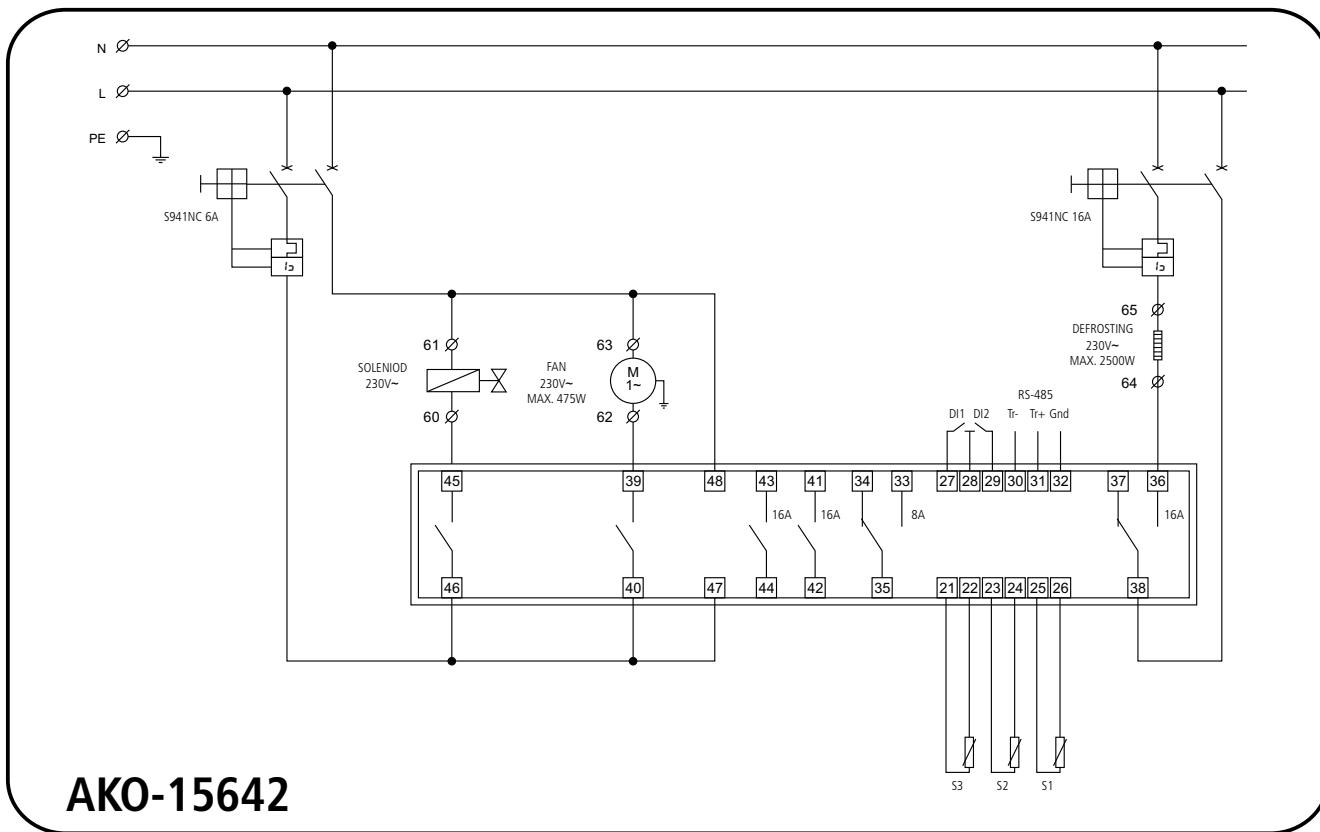 N
L
PE
S941NC 6A
S941NC 16A
61
SOLENIOD
230V~
60
63
FAN
230V~
MAX. 475W
M
1~
62
65
DEFROSTING
230V~
MAX. 2500W
64
RS-485
DI1 DI2 Tr- Tr+ Gnd
45 39 48 43 41 34 33 27 28 29 30 31 32 37 36
16A 16A 8A 16A
46 40 47 44 42 35 21 22 23 24 25 26 38
S3 S2 S1
AKO-15642